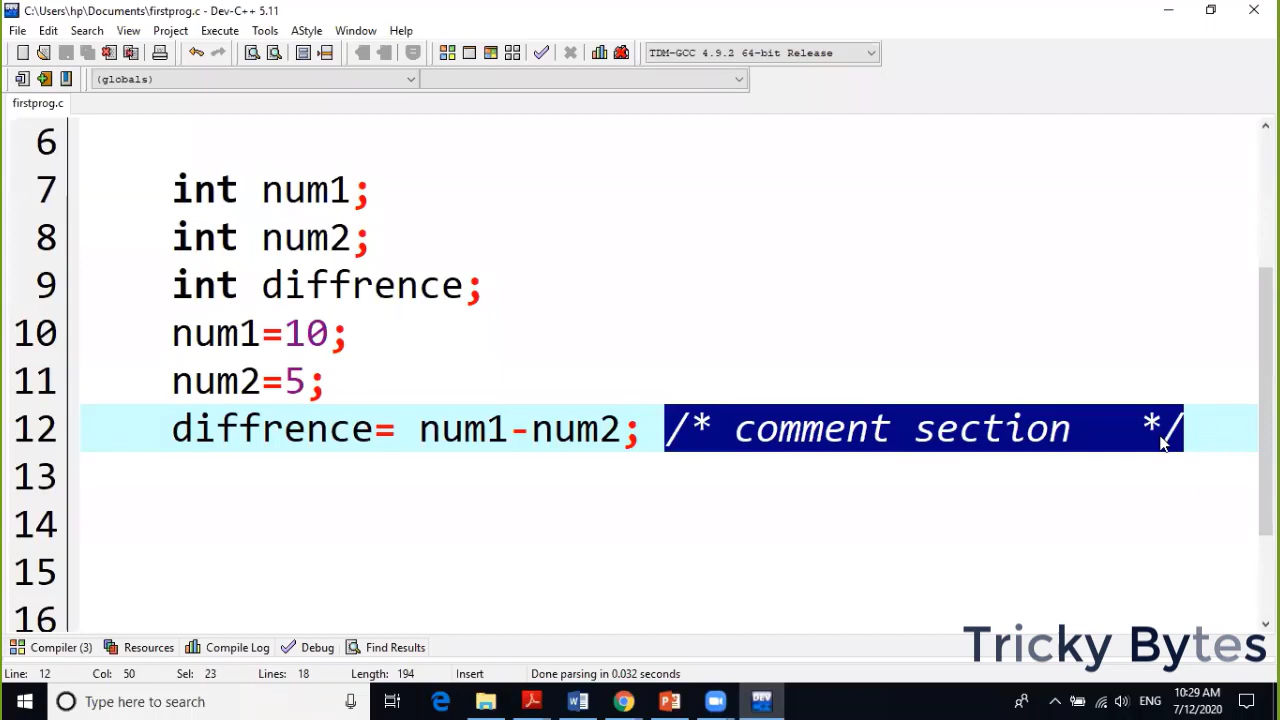 C:\Users\hp\Documents\firstprog.c - Dev-C++ 5.11
File Edit Search View Project Execute Tools AStyle Window Help
TDM-GCC 4.9.2 64-bit Release
(globals)
firstprog.c
6
7 int num1;
8 int num2;
9 int diffrence;
10 num1=10;
11 num2=5;
12 diffrence= num1-num2; /* comment section */
13
14
15
16
Tricky Bytes
Compiler (3) Resources Compile Log Debug Find Results
Line: 12 Col: 50 Sel: 23 Lines: 18 Length: 194 Insert Done parsing in 0.032 seconds
Type here to search
DEV
ENG
10:29 AM
7/12/2020